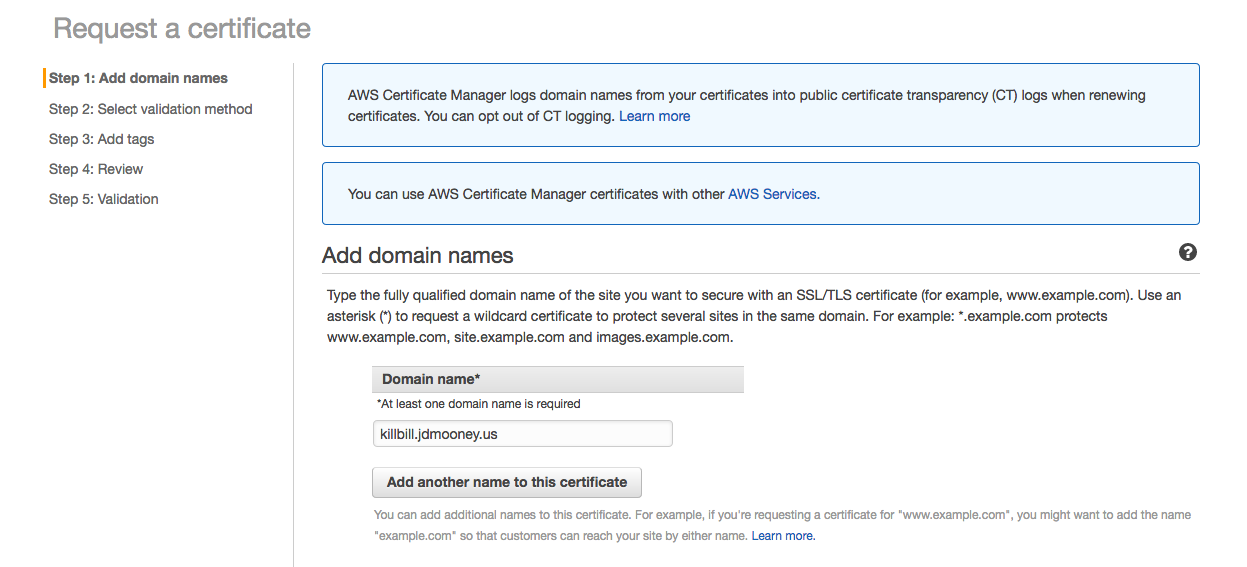 Request a certificate
Step 1: Add domain names
Step 2: Select validation method
Step 3: Add tags
Step 4: Review
Step 5: Validation
AWS Certificate Manager logs domain names from your certificates into public certificate transparency (CT) logs when renewing
certificates. You can opt out of CT logging. Learn more
You can use AWS Certificate Manager certificates with other AWS Services.
Add domain names
?
Type the fully qualified domain name of the site you want to secure with an SSL/TLS certificate (for example, www.example.com). Use an
asterisk (*) to request a wildcard certificate to protect several sites in the same domain. For example: *.example.com protects
www.example.com, site.example.com and images.example.com.
Domain name*
*At least one domain name is required
killbill.jdmooney.us
Add another name to this certificate
You can add additional names to this certificate. For example, if you're requesting a certificate for "www.example.com", you might want to add the name
"example.com" so that customers can reach your site by either name. Learn more.